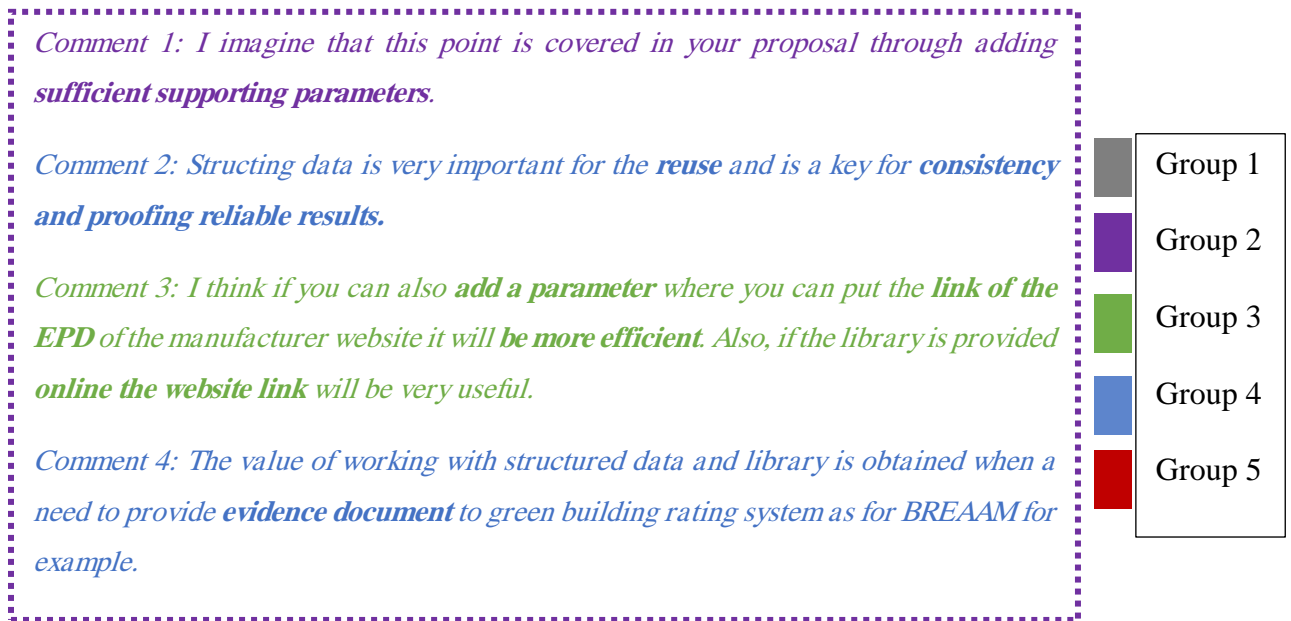 Comment 1: I imagine that this point is covered in your proposal through adding
sufficient supporting parameters.
Comment 2: Structing data is very important for the reuse and is a key for consistency
and proofing reliable results.
Comment 3: I think if you can also add a parameter where you can put the link of the
EPD of the manufacturer website it will be more efficient. Also, if the library is provided
online the website link will be very useful.
Comment 4: The value of working with structured data and library is obtained when a
need to provide evidence document to green building rating system as for BREAAM for
example.
Group 1
Group 2
Group 3
Group 4
Group 5